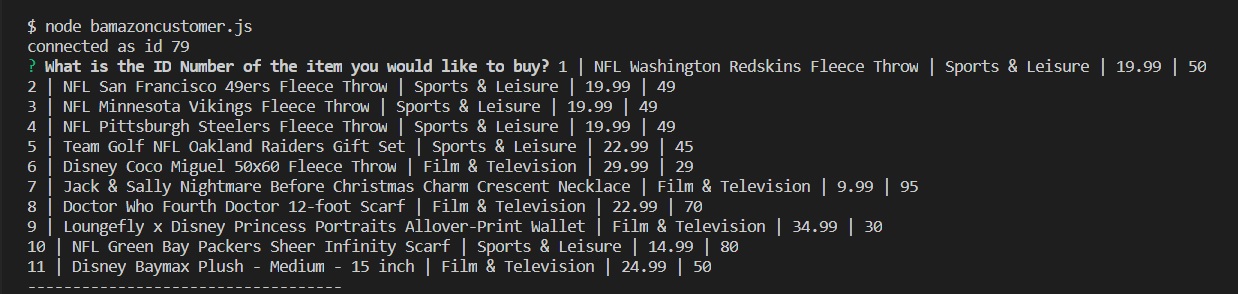 $ node bamazoncustomer.js
connected as id 79
? What is the ID Number of the item you would like to buy? 1 | NFL Washington Redskins Fleece Throw | Sports & Leisure | 19.99 | 50
2 | NFL San Francisco 49ers Fleece Throw | Sports & Leisure | 19.99 | 49
3 | NFL Minnesota Vikings Fleece Throw | Sports & Leisure | 19.99 | 49
4 | NFL Pittsburgh Steelers Fleece Throw | Sports & Leisure | 19.99 | 49
5 | Team Golf NFL Oakland Raiders Gift Set | Sports & Leisure | 22.99 | 45
6 | Disney Coco Miguel 50x60 Fleece Throw | Film & Television | 29.99 | 29
7 | Jack & Sally Nightmare Before Christmas Charm Crescent Necklace | Film & Television | 9.99 | 95
8 | Doctor Who Fourth Doctor 12-foot Scarf | Film & Television | 22.99 | 70
9 | Loungefly x Disney Princess Portraits Allover-Print Wallet | Film & Television | 34.99 | 30
10 | NFL Green Bay Packers Sheer Infinity Scarf | Sports & Leisure | 14.99 | 80
11 | Disney Baymax Plush - Medium - 15 inch | Film & Television | 24.99 | 50
-----------------------------------